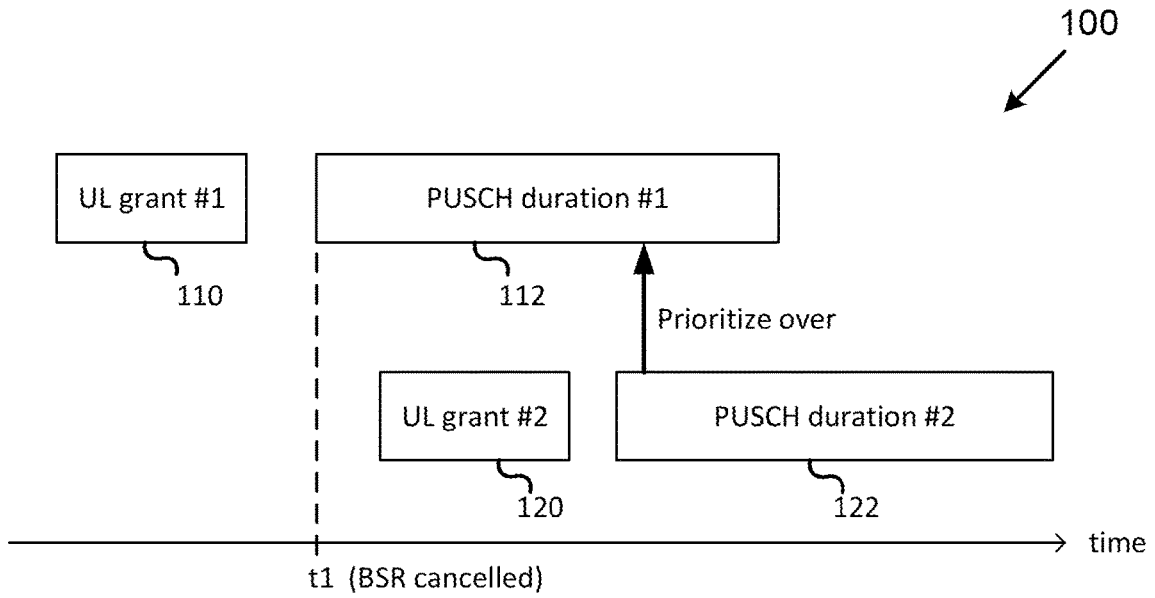 100
UL grant #1
PUSCH duration #1
110
112
Prioritize over
UL grant #2
PUSCH duration #2
120
122
time
t1 (BSR cancelled)